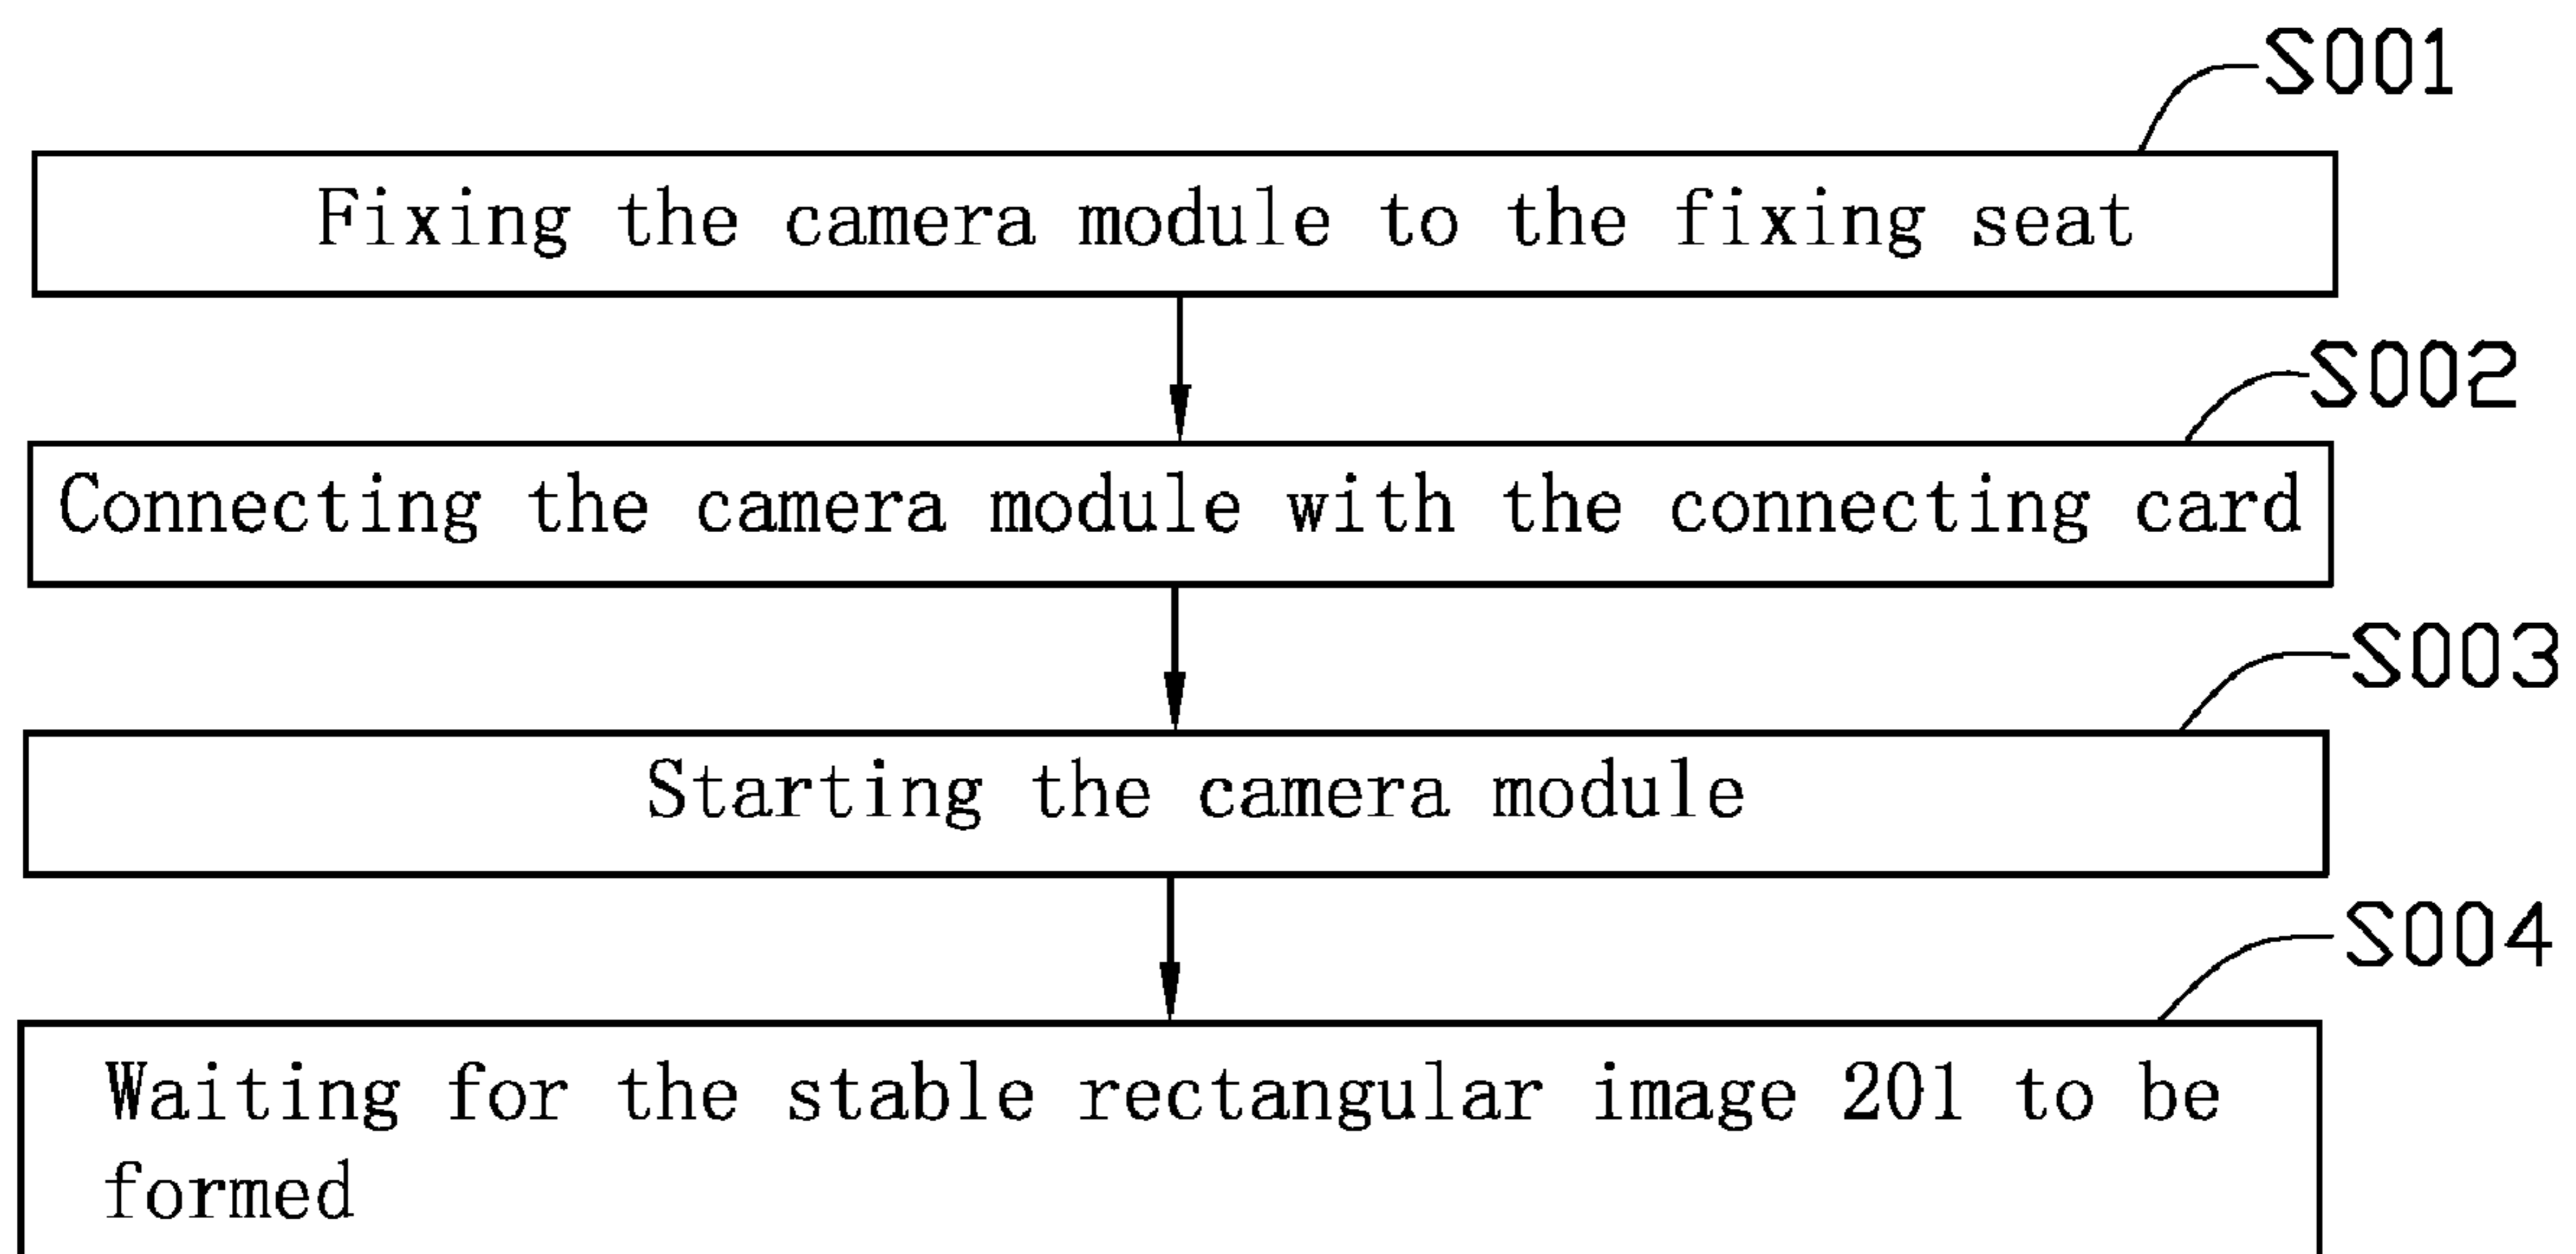 S001
Fixing the camera module to the fixing seat
S002
Connecting the camera module with the connecting card
S003
Starting the camera module
S004
Waiting for the stable rectangular image 201 to be
formed